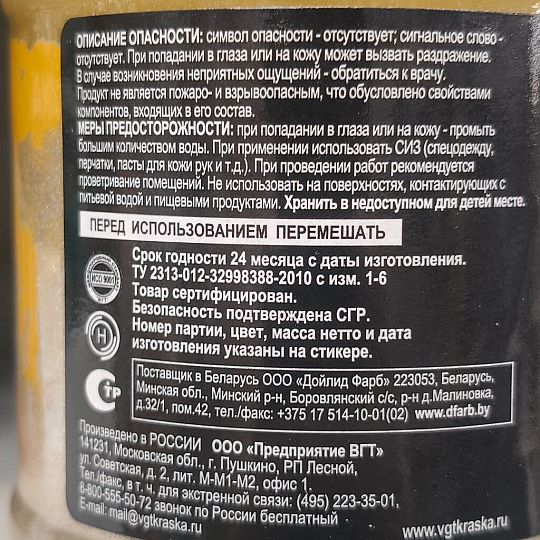 ОПИСАНИЕ ОПАСНОСТИ: символ опасности - отсутствует; сигнальное слово -
отсутствует. При попадании в глаза или на кожу может вызвать раздражение.
В случае возникновения неприятных ощущений - обратиться к врачу.
Продукт не является пожаро- и взрывоопасным, что обусловлено свойствами
компонентов, входящих в его состав.
МЕРЫ ПРЕДОСТОРОЖНОСТИ: при попадании в глаза или на кожу - промыть
большим количеством воды. При применении использовать СИЗ (спецодежду,
перчатки, пасты для кожи рук и т.д.). При проведении работ рекомендуется
проветривание помещений. Не использовать на поверхностях, контактирующих с
питьевой водой и пищевыми продуктами. Хранить в недоступном для детей месте.
ПЕРЕД ИСПОЛЬЗОВАНИЕМ ПЕРЕМЕШАТЬ
Срок годности 24 месяца с даты изготовления.
ТУ 2313-012-32998388-2010 с изм. 1-6
Товар сертифицирован.
Безопасность подтверждена СГР.
Номер партии, цвет, масса нетто и дата
изготовления указаны на стикере.
ИСО 9001
ВГТ
Н
ТР
Поставщик в Беларусь ООО «Дойлид Фарб» 223053, Беларусь,
Минская обл., Минский р-н, Боровлянский с/с, р-н д.Малиновка,
д.32/1, пом.42, тел./факс: +375 17 514-10-01(02) www.dfarb.by
Произведено в РОССИИ ООО «Предприятие ВГТ»
141231, Московская обл., г. Пушкино, РП Лесной,
ул. Советская, д. 2, лит. М-М1-М2, офис 1.
Тел./факс, в т. ч. для экстренной связи: (495) 223-35-01,
8-800-555-50-72 звонок по России бесплатный
E-mail: mail@vgtkraska.ru
www.vgtkraska.ru